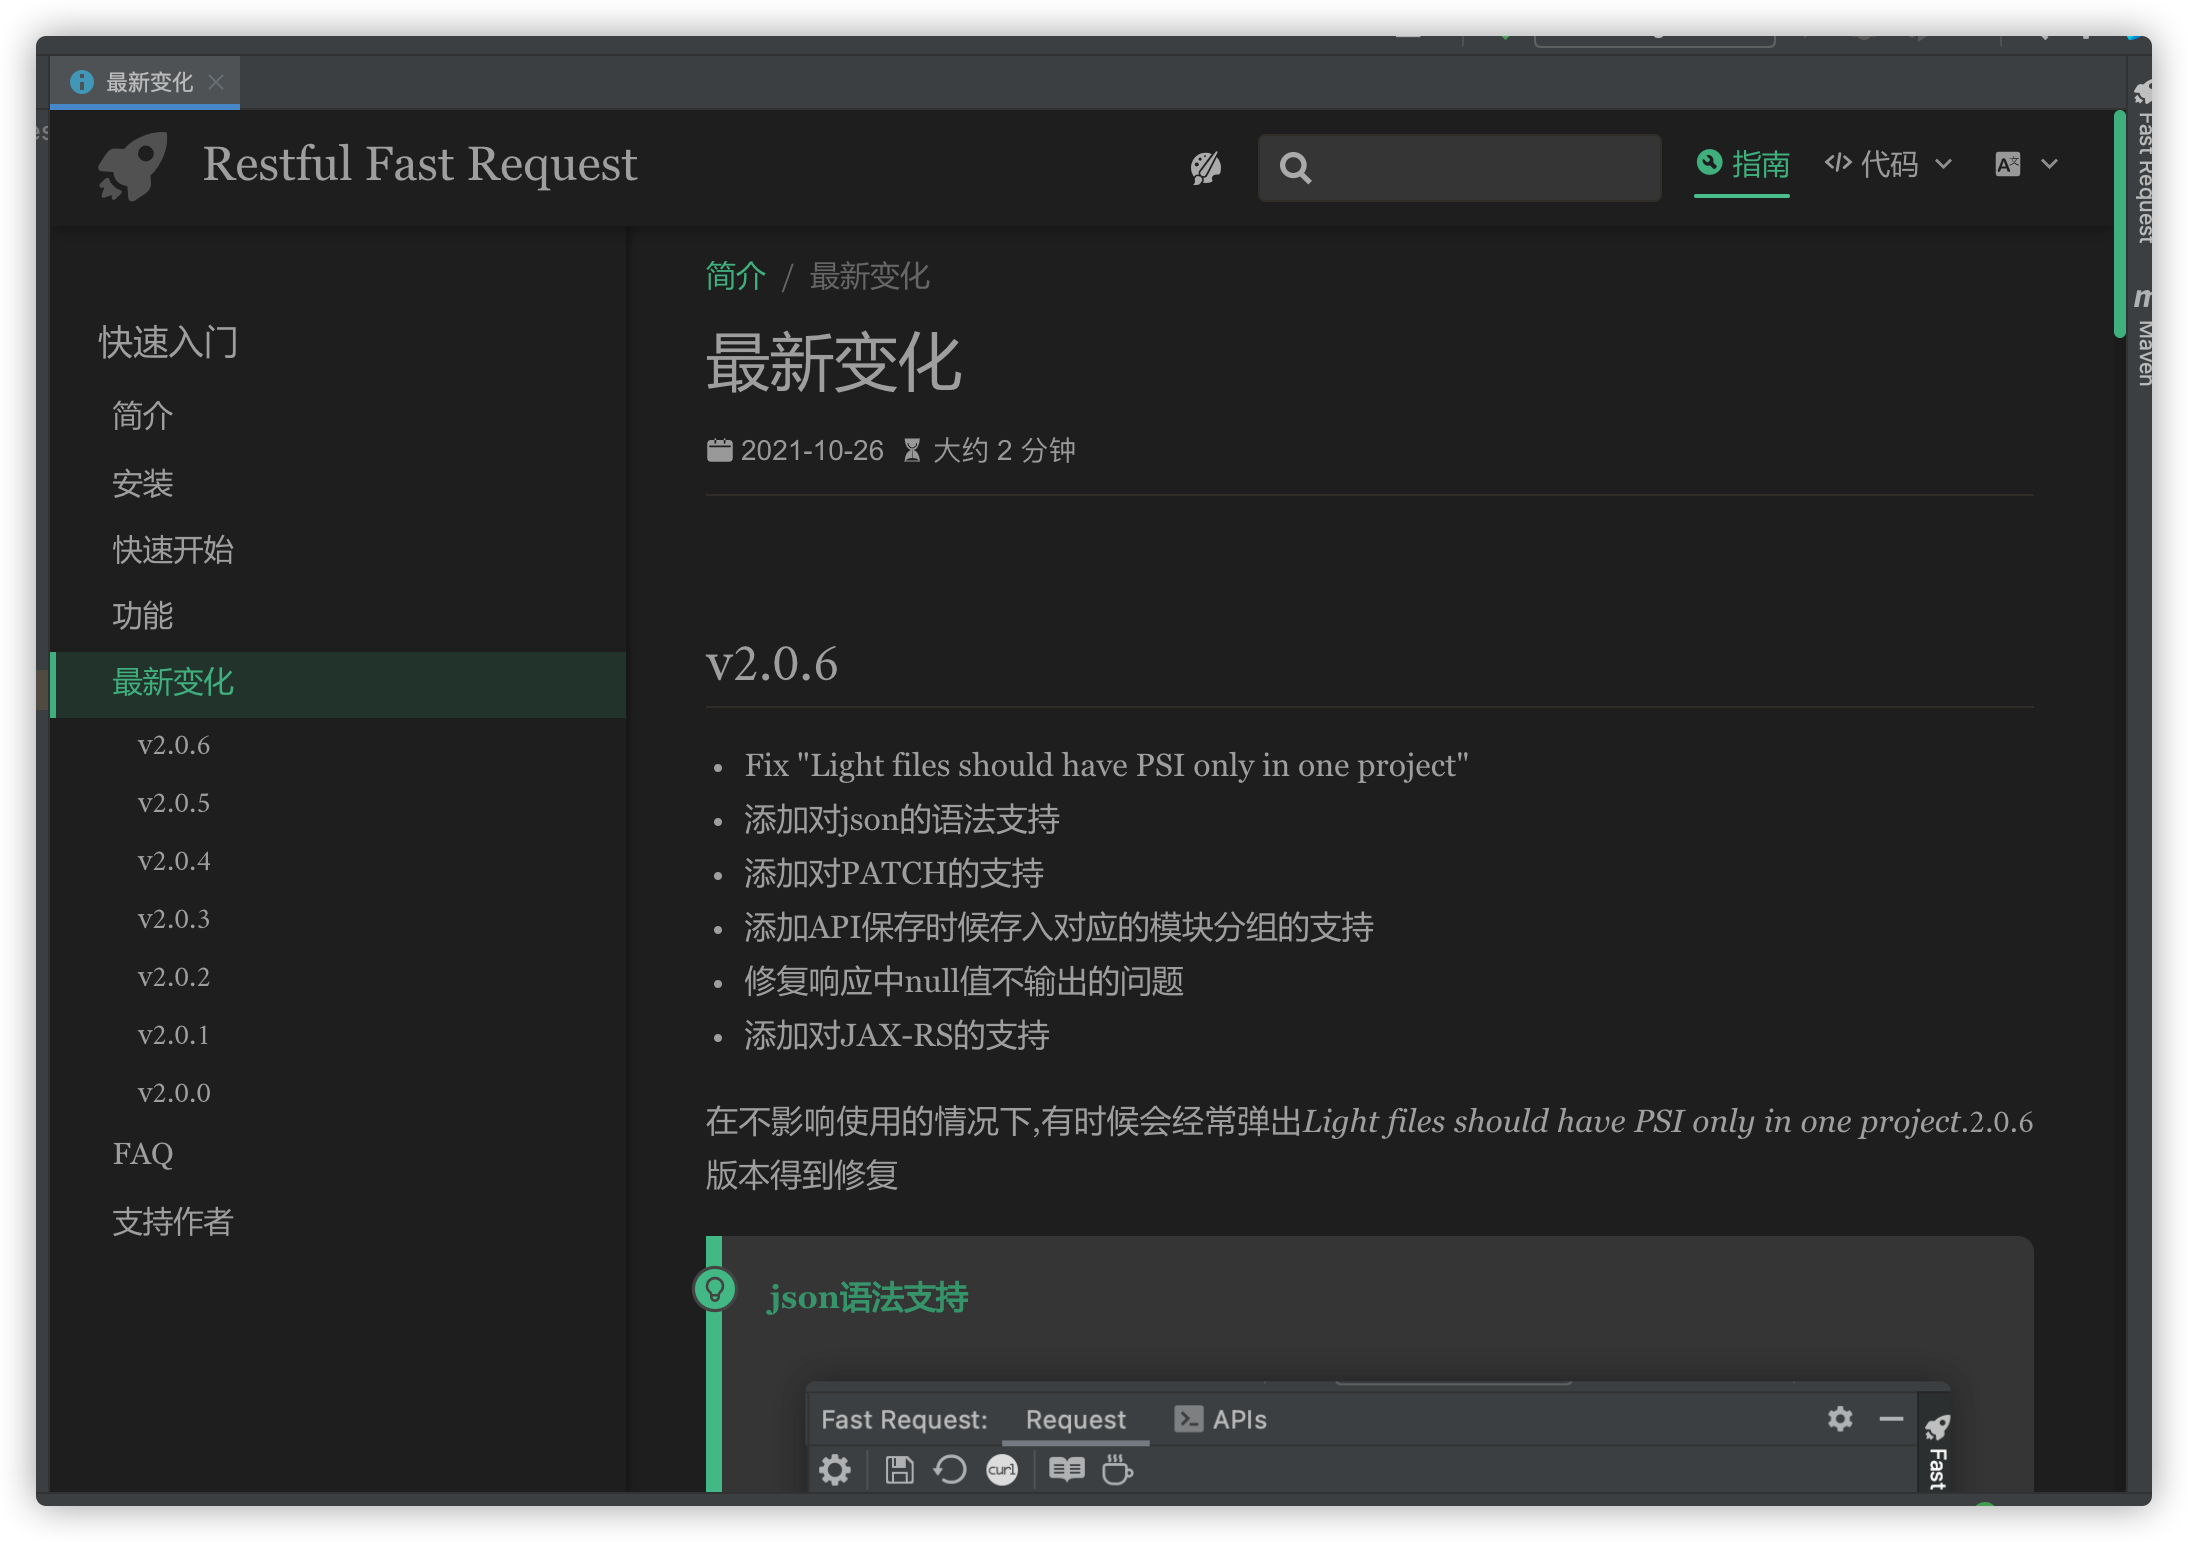 最新变化
Restful Fast Request
指南
代码
快速入门
简介
安装
快速开始
功能
最新变化
v2.0.6
v2.0.5
v2.0.4
v2.0.3
v2.0.2
v2.0.1
v2.0.0
FAQ
支持作者
简介 / 最新变化
最新变化
2021-10-26 大约 2 分钟
v2.0.6
• Fix "Light files should have PSI only in one project"
• 添加对json的语法支持
• 添加对PATCH的支持
• 添加API保存时候存入对应的模块分组的支持
• 修复响应中null值不输出的问题
• 添加对JAX-RS的支持
在不影响使用的情况下,有时候会经常弹出Light files should have PSI only in one project.2.0.6
版本得到修复
json语法支持
Fast Request: Request APIs
curl
Fast
Fast Request
Maven